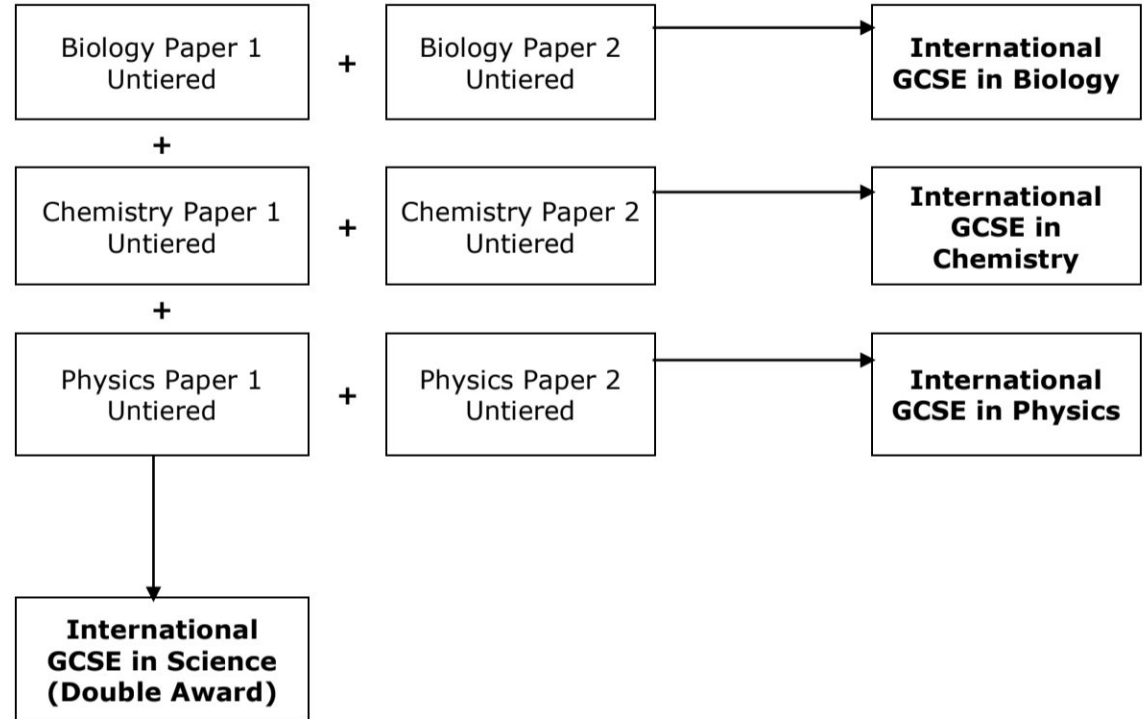 Biology Paper 1
Untiered
+
Biology Paper 2
Untiered
International
GCSE in Biology
+
Chemistry Paper 1
Untiered
+
Chemistry Paper 2
Untiered
International
GCSE in
Chemistry
+
Physics Paper 1
Untiered
+
Physics Paper 2
Untiered
International
GCSE in Physics
International
GCSE in Science
(Double Award)